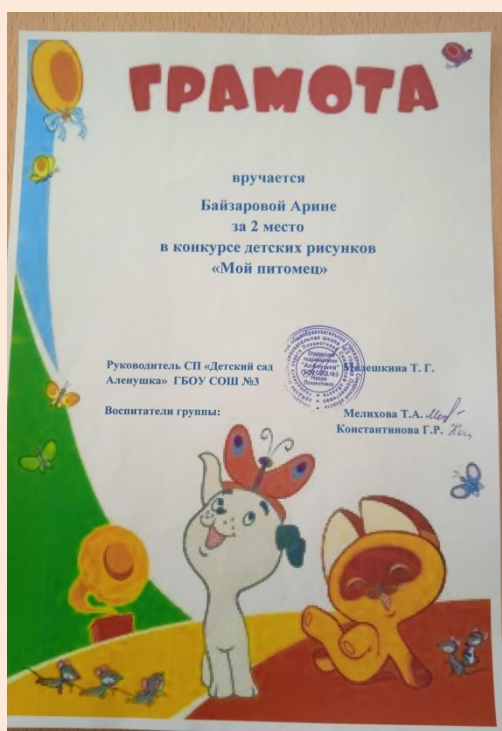 ГРАМОТА
вручается
Байзаровой Арине
за 2 место
в конкурсе детских рисунков
«Мой питомец»
Руководитель СП «Детский сад
Аленушка» ГБОУ СОШ №3
Молешкина Т. Г.
Воспитатели группы:
Мелихова Т.А.
Константинова Г.Р.